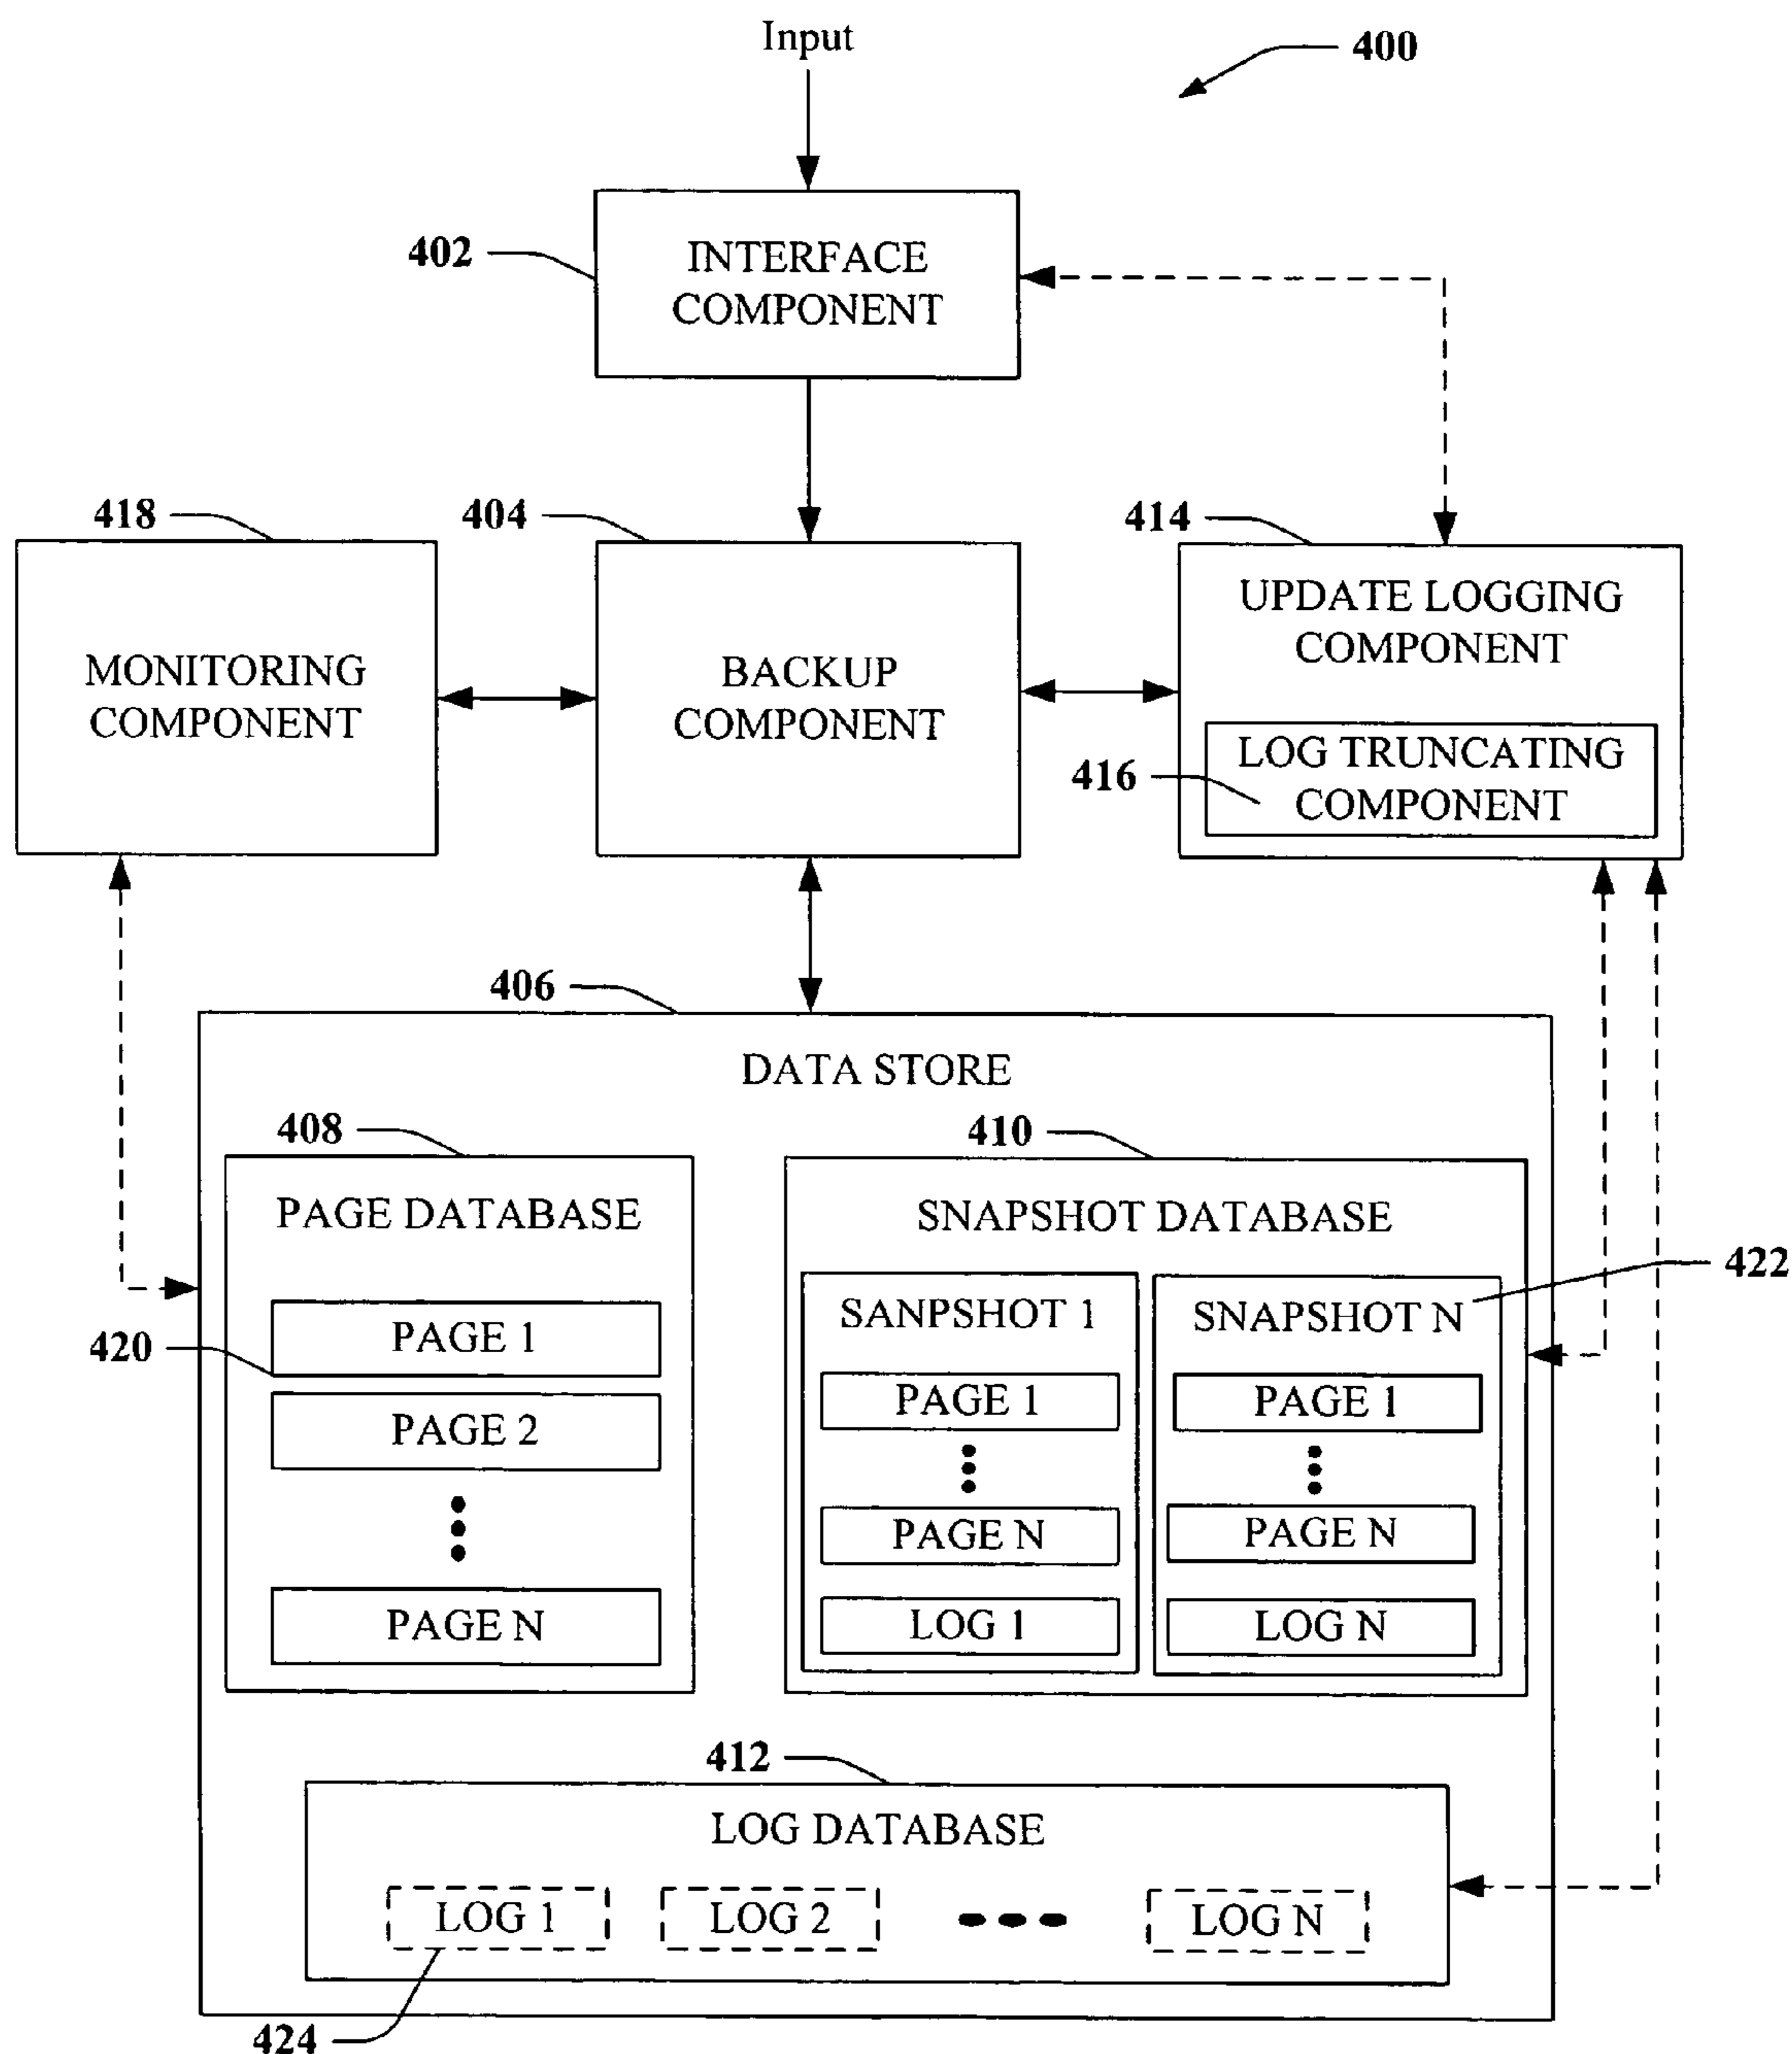 Input
400
402
INTERFACE
COMPONENT
418
404
414
MONITORING
COMPONENT
BACKUP
COMPONENT
UPDATE LOGGING
COMPONENT
416
LOG TRUNCATING
COMPONENT
406
DATA STORE
408
PAGE DATABASE
420
PAGE 1
PAGE 2
PAGE N
410
SNAPSHOT DATABASE
422
SANPSHOT 1
PAGE 1
PAGE N
LOG 1
SNAPSHOT N
PAGE 1
PAGE N
LOG N
412
LOG DATABASE
LOG 1
LOG 2
LOG N
424